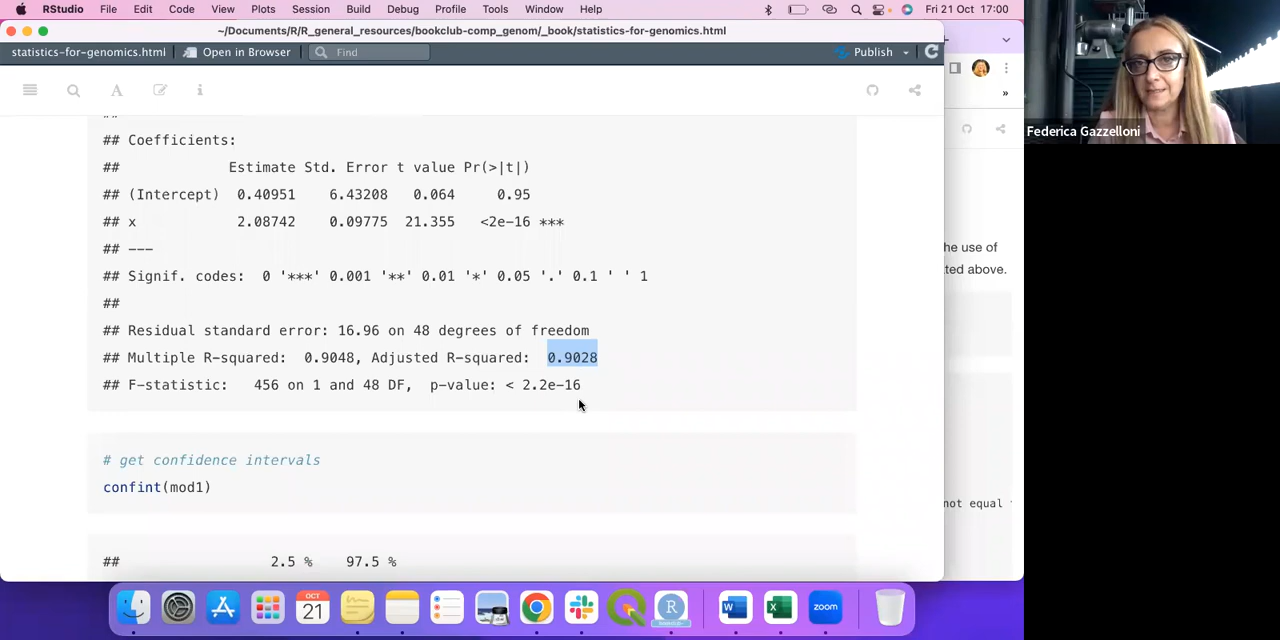 RStudio File Edit Code View Plots Session Build Debug Profile Tools Window Help Fri 21 Oct 17:00
~/Documents/R/R_general_resources/bookclub-comp_genom/_book/statistics-for-genomics.html
statistics-for-genomics.html Open in Browser Find Publish
Federica Gazzelloni
## Coefficients:
## Estimate Std. Error t value Pr(>|t|)
## (Intercept) 0.40951 6.43208 0.064 0.95
## x 2.08742 0.09775 21.355 <2e-16 ***
## ---
## Signif. codes: 0 '***' 0.001 '**' 0.01 '*' 0.05 '.' 0.1 ' ' 1
##
## Residual standard error: 16.96 on 48 degrees of freedom
## Multiple R-squared: 0.9048, Adjusted R-squared: 0.9028
## F-statistic: 456 on 1 and 48 DF, p-value: < 2.2e-16
# get confidence intervals
confint(mod1)
## 2.5 % 97.5 %
he use of
ted above.
not equal
OCT
21
W
X
zoom
R